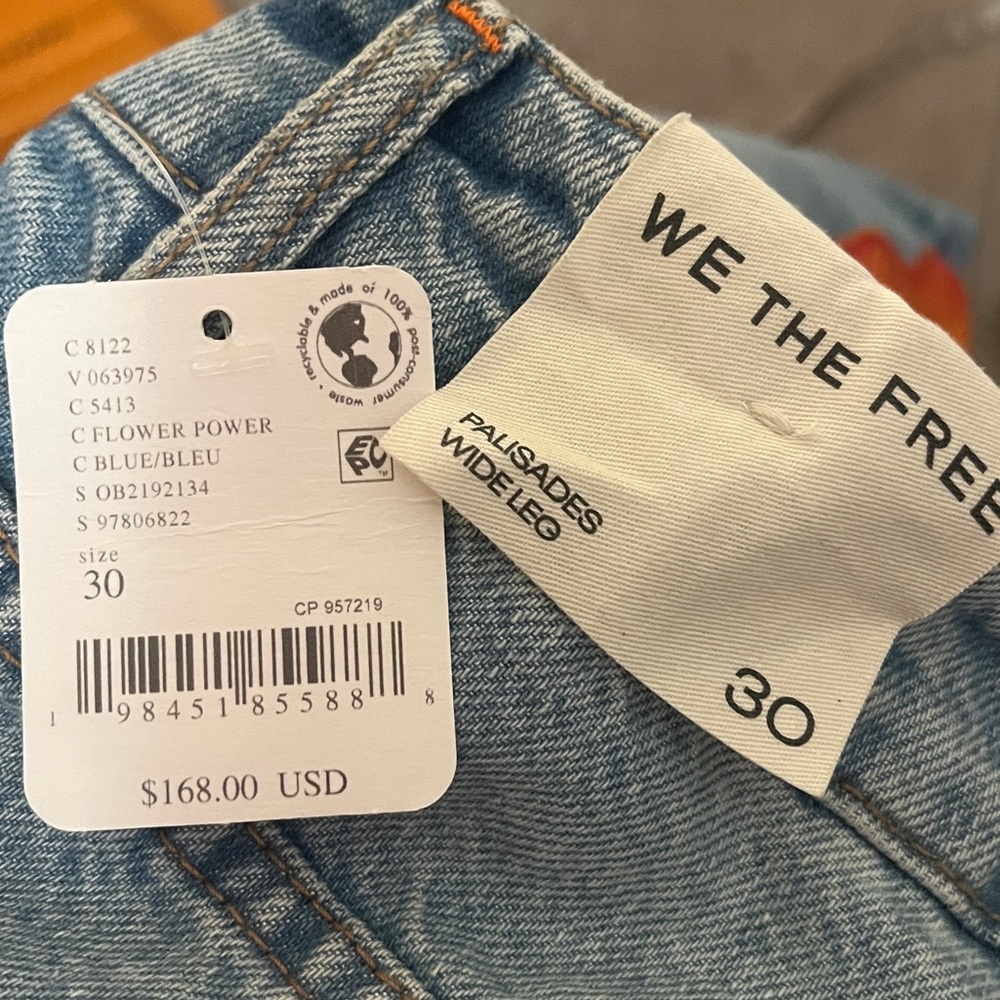 C 8122
V 063975
C 5413
C FLOWER POWER
C BLUE/BLEU
S OB2192134
S 97806822
size
30
recyclable & made of 100% post-consumer waste •
CP 957219
1 98451 85588 8
$168.00 USD
WE THE FREE
PALISADES
WIDE LEG
30